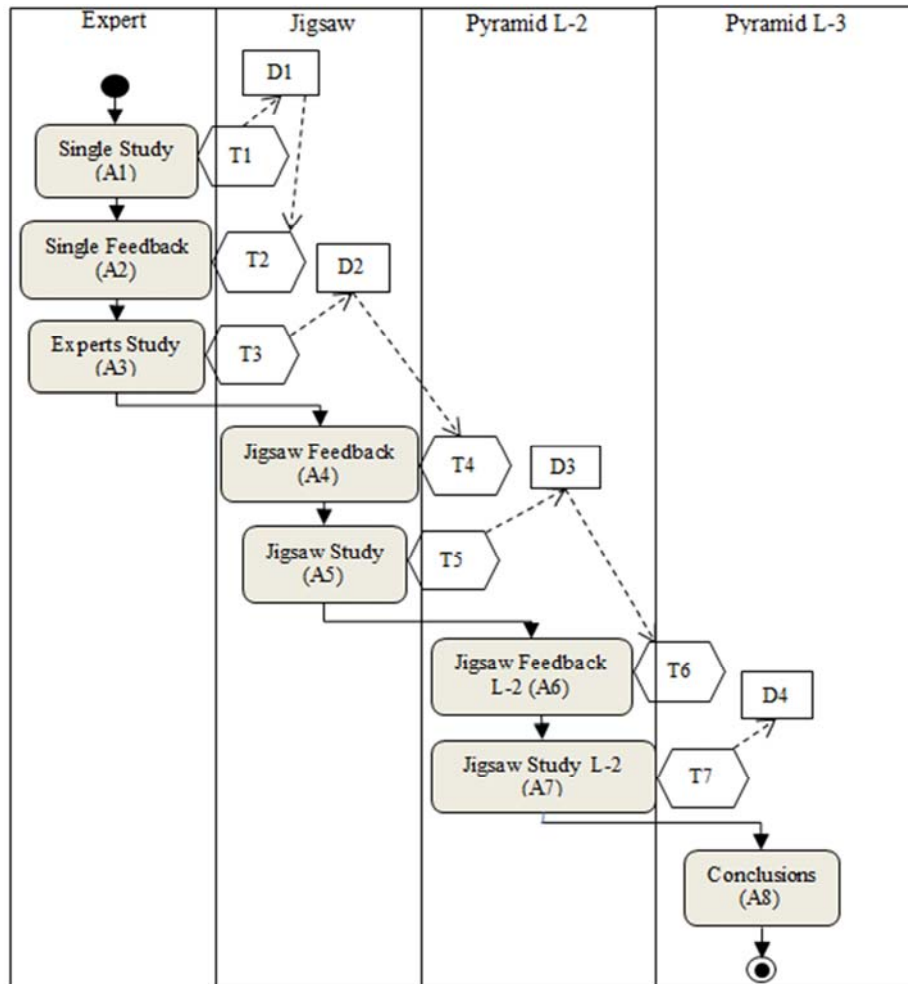 Expert
Jigsaw
Pyramid L-2
Pyramid L-3
D1
Single Study
(A1)
T1
Single Feedback
(A2)
T2
D2
Experts Study
(A3)
T3
Jigsaw Feedback
(A4)
T4
D3
Jigsaw Study
(A5)
T5
Jigsaw Feedback
L-2 (A6)
T6
D4
Jigsaw Study L-2
(A7)
T7
Conclusions
(A8)